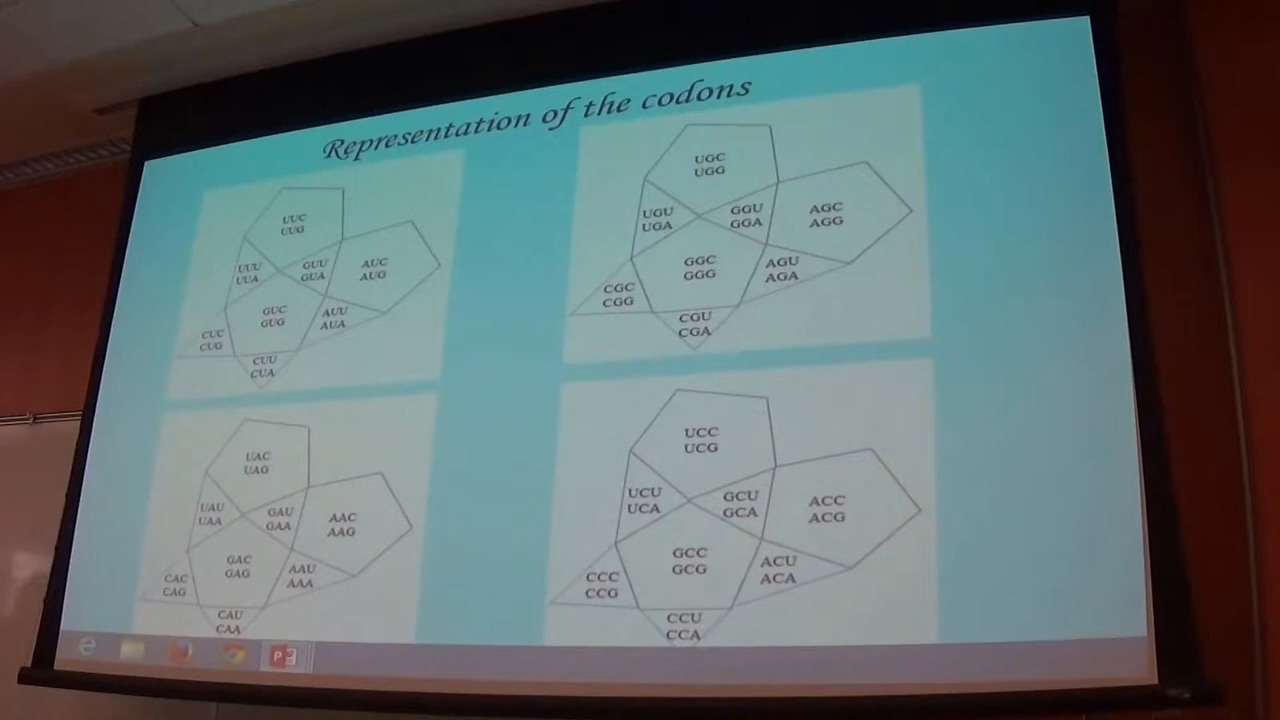 Representation of the codons
UUC
UUG
UUU
UUA
GUU
GUA
AUC
AUG
GUC
GUG
AUU
AUA
CUC
CUG
CUU
CUA
UGC
UGG
UGU
UGA
GGU
GGA
AGC
AGG
GGC
GGG
AGU
AGA
CGC
CGG
CGU
CGA
UAC
UAG
UAU
UAA
GAU
GAA
AAC
AAG
GAC
GAG
AAU
AAA
CAC
CAG
CAU
CAA
UCC
UCG
UCU
UCA
GCU
GCA
ACC
ACG
GCC
GCG
ACU
ACA
CCC
CCG
CCU
CCA